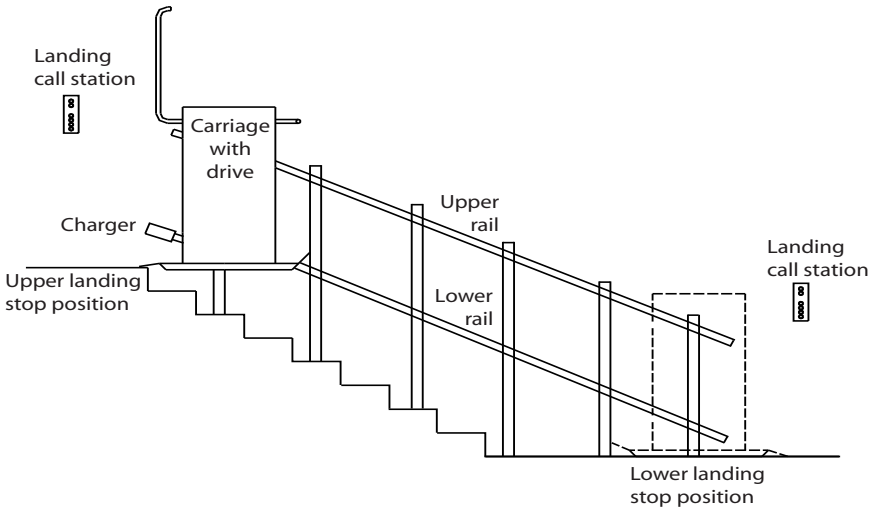 Landing
call station
Carriage
with
drive
Charger
Upper landing
stop position
Upper
rail
Lower
rail
Landing
call station
Lower landing
stop position